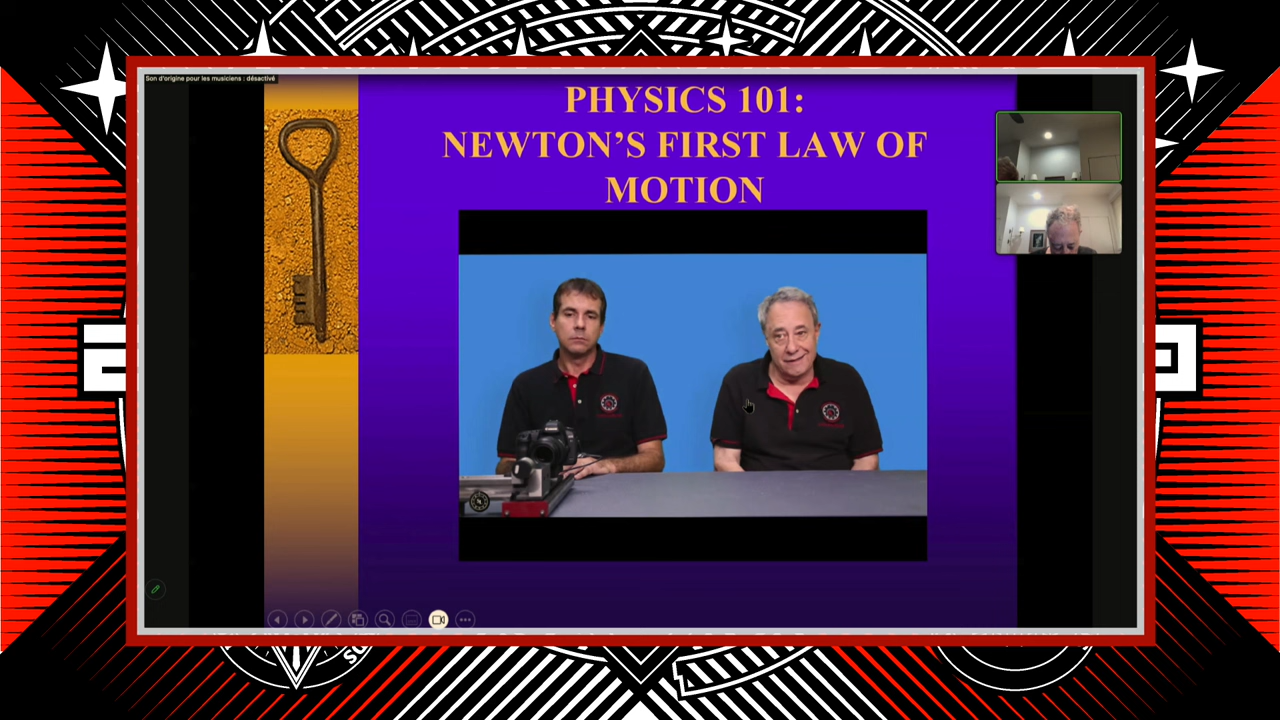 Son d'origine pour les musiciens : désactivé
PHYSICS 101:
NEWTON'S FIRST LAW OF
MOTION